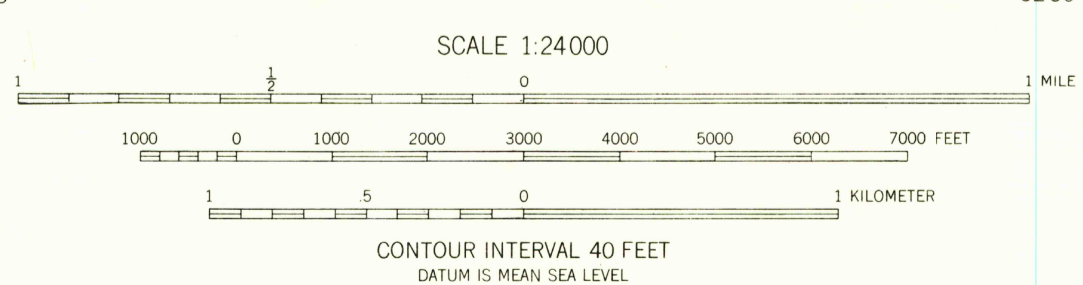 SCALE 1:24000
1 1/2 0 1 MILE
1000 0 1000 2000 3000 4000 5000 6000 7000 FEET
1 .5 0 1 KILOMETER
CONTOUR INTERVAL 40 FEET
DATUM IS MEAN SEA LEVEL